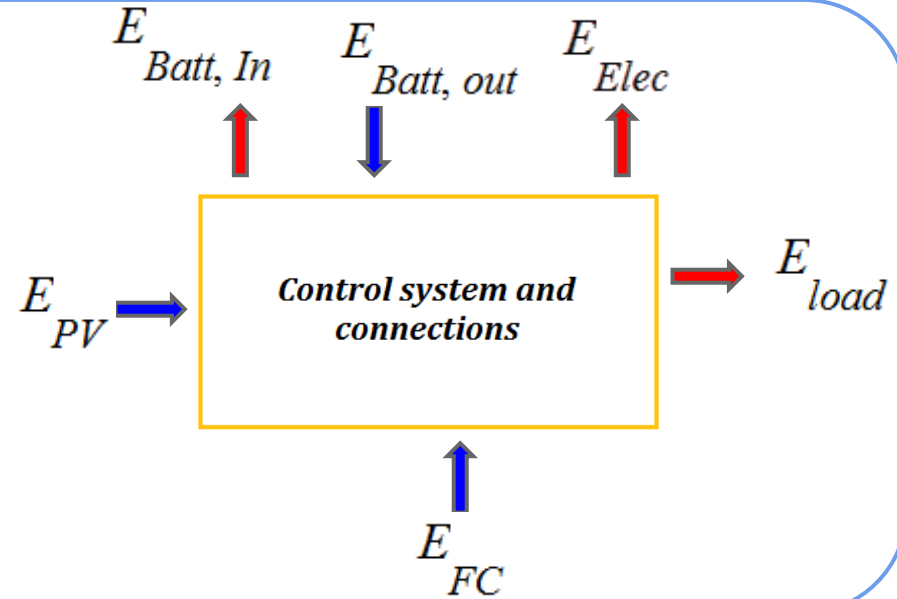 E Batt, In
E Batt, out
E Elec
E PV
Control system and
connections
E load
E FC